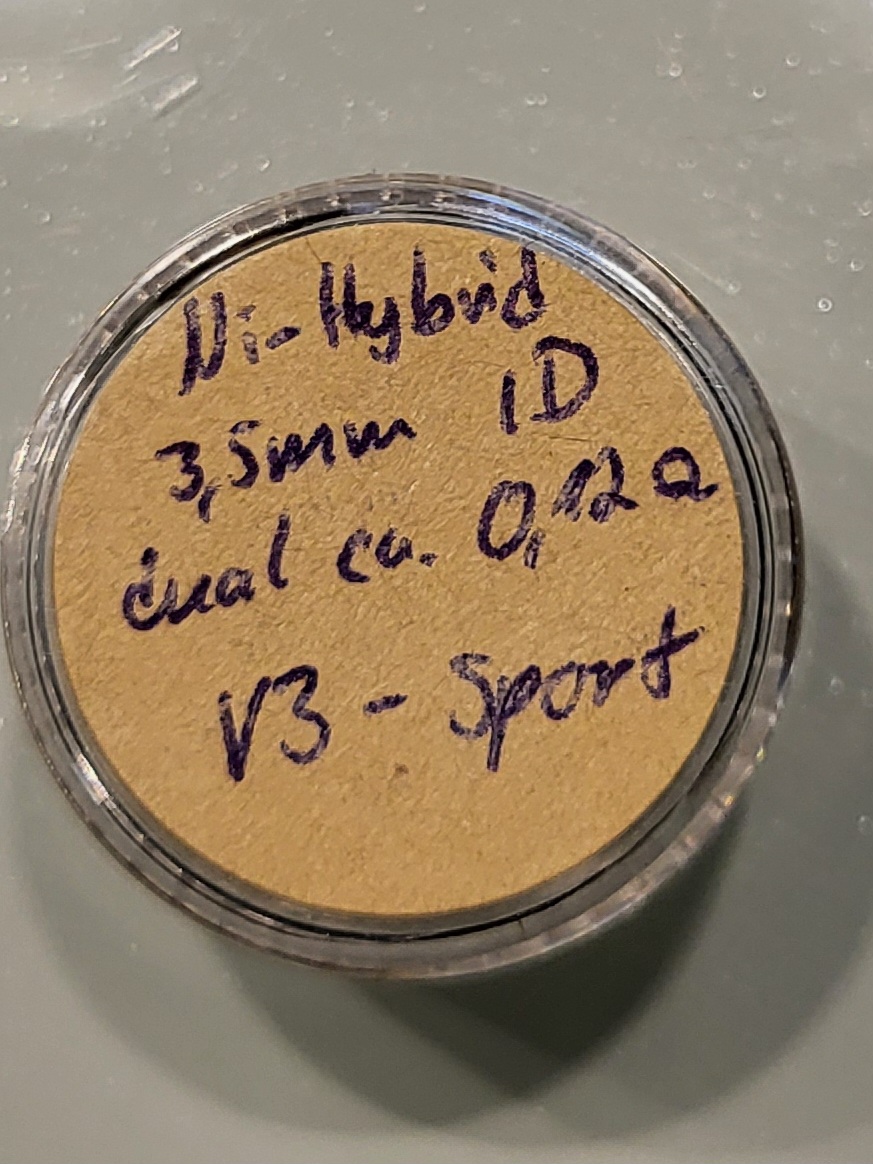 Ni-Hybrid
3,5mm ID
dual ca. 0,12Ω
V3 - Sport